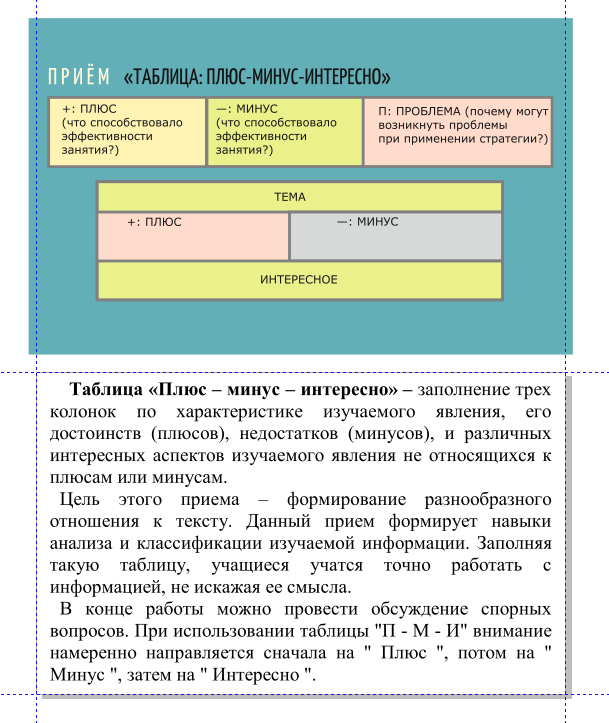 ПРИЁМ «ТАБЛИЦА: ПЛЮС-МИНУС-ИНТЕРЕСНО»
+: ПЛЮС
(что способствовало
эффективности
занятия?)
—: МИНУС
(что способствовало
эффективности
занятия?)
П: ПРОБЛЕМА (почему могут
возникнуть проблемы
при применении стратегии?)
ТЕМА
+: ПЛЮС
—: МИНУС
ИНТЕРЕСНОЕ
Таблица «Плюс – минус – интересно» – заполнение трех
колонок по характеристике изучаемого явления, его
достоинств (плюсов), недостатков (минусов), и различных
интересных аспектов изучаемого явления не относящихся к
плюсам или минусам.
Цель этого приема – формирование разнообразного
отношения к тексту. Данный прием формирует навыки
анализа и классификации изучаемой информации. Заполняя
такую таблицу, учащиеся учатся точно работать с
информацией, не искажая ее смысла.
В конце работы можно провести обсуждение спорных
вопросов. При использовании таблицы "П - М - И" внимание
намеренно направляется сначала на " Плюс ", потом на "
Минус ", затем на " Интересно ".